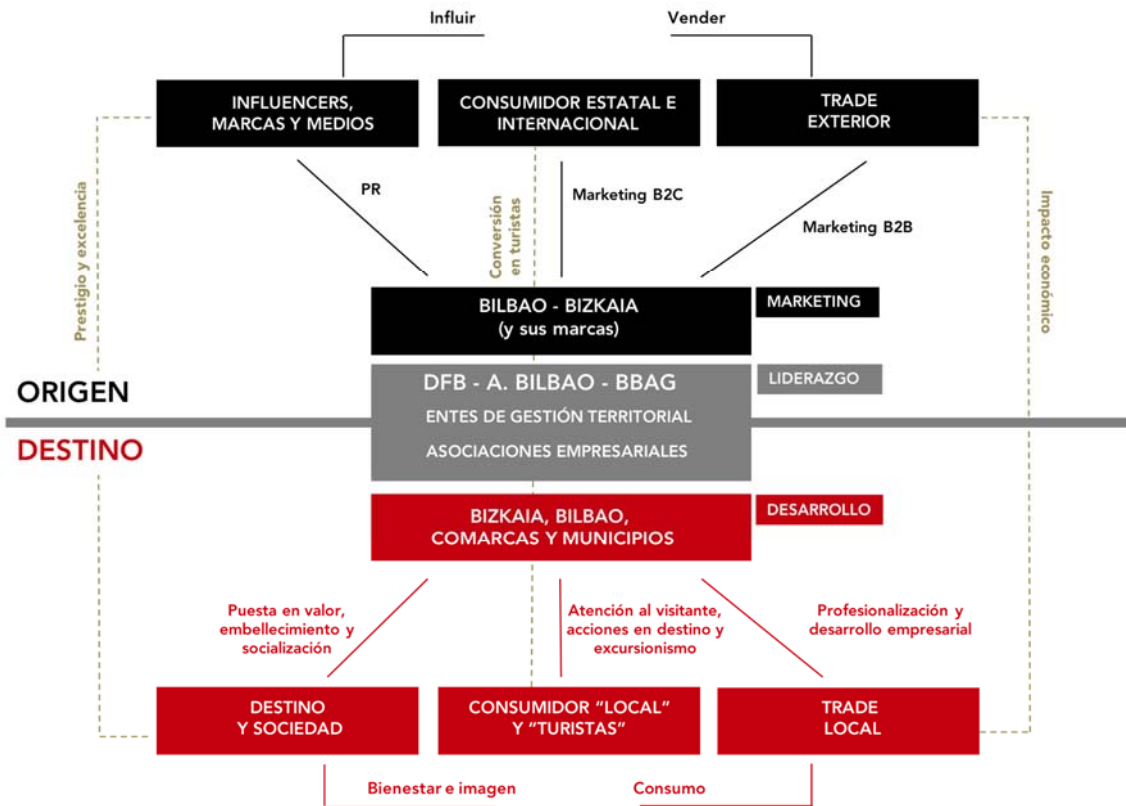 Influir
Vender
INFLUENCERS,
MARCAS Y MEDIOS
CONSUMIDOR ESTATAL E
INTERNACIONAL
TRADE
EXTERIOR
Prestigio y excelencia
PR
Conversión
en turistas
Marketing B2C
Marketing B2B
Impacto económico
BILBAO - BIZKAIA
(y sus marcas)
MARKETING
ORIGEN
DFB - A. BILBAO - BBAG
LIDERAZGO
ENTES DE GESTIÓN TERRITORIAL
DESTINO
ASOCIACIONES EMPRESARIALES
BIZKAIA, BILBAO,
COMARCAS Y MUNICIPIOS
DESARROLLO
Puesta en valor,
embellecimiento y
socialización
Atención al visitante,
acciones en destino y
excursionismo
Profesionalización y
desarrollo empresarial
DESTINO
Y SOCIEDAD
CONSUMIDOR “LOCAL”
Y “TURISTAS”
TRADE
LOCAL
Bienestar e imagen
Consumo